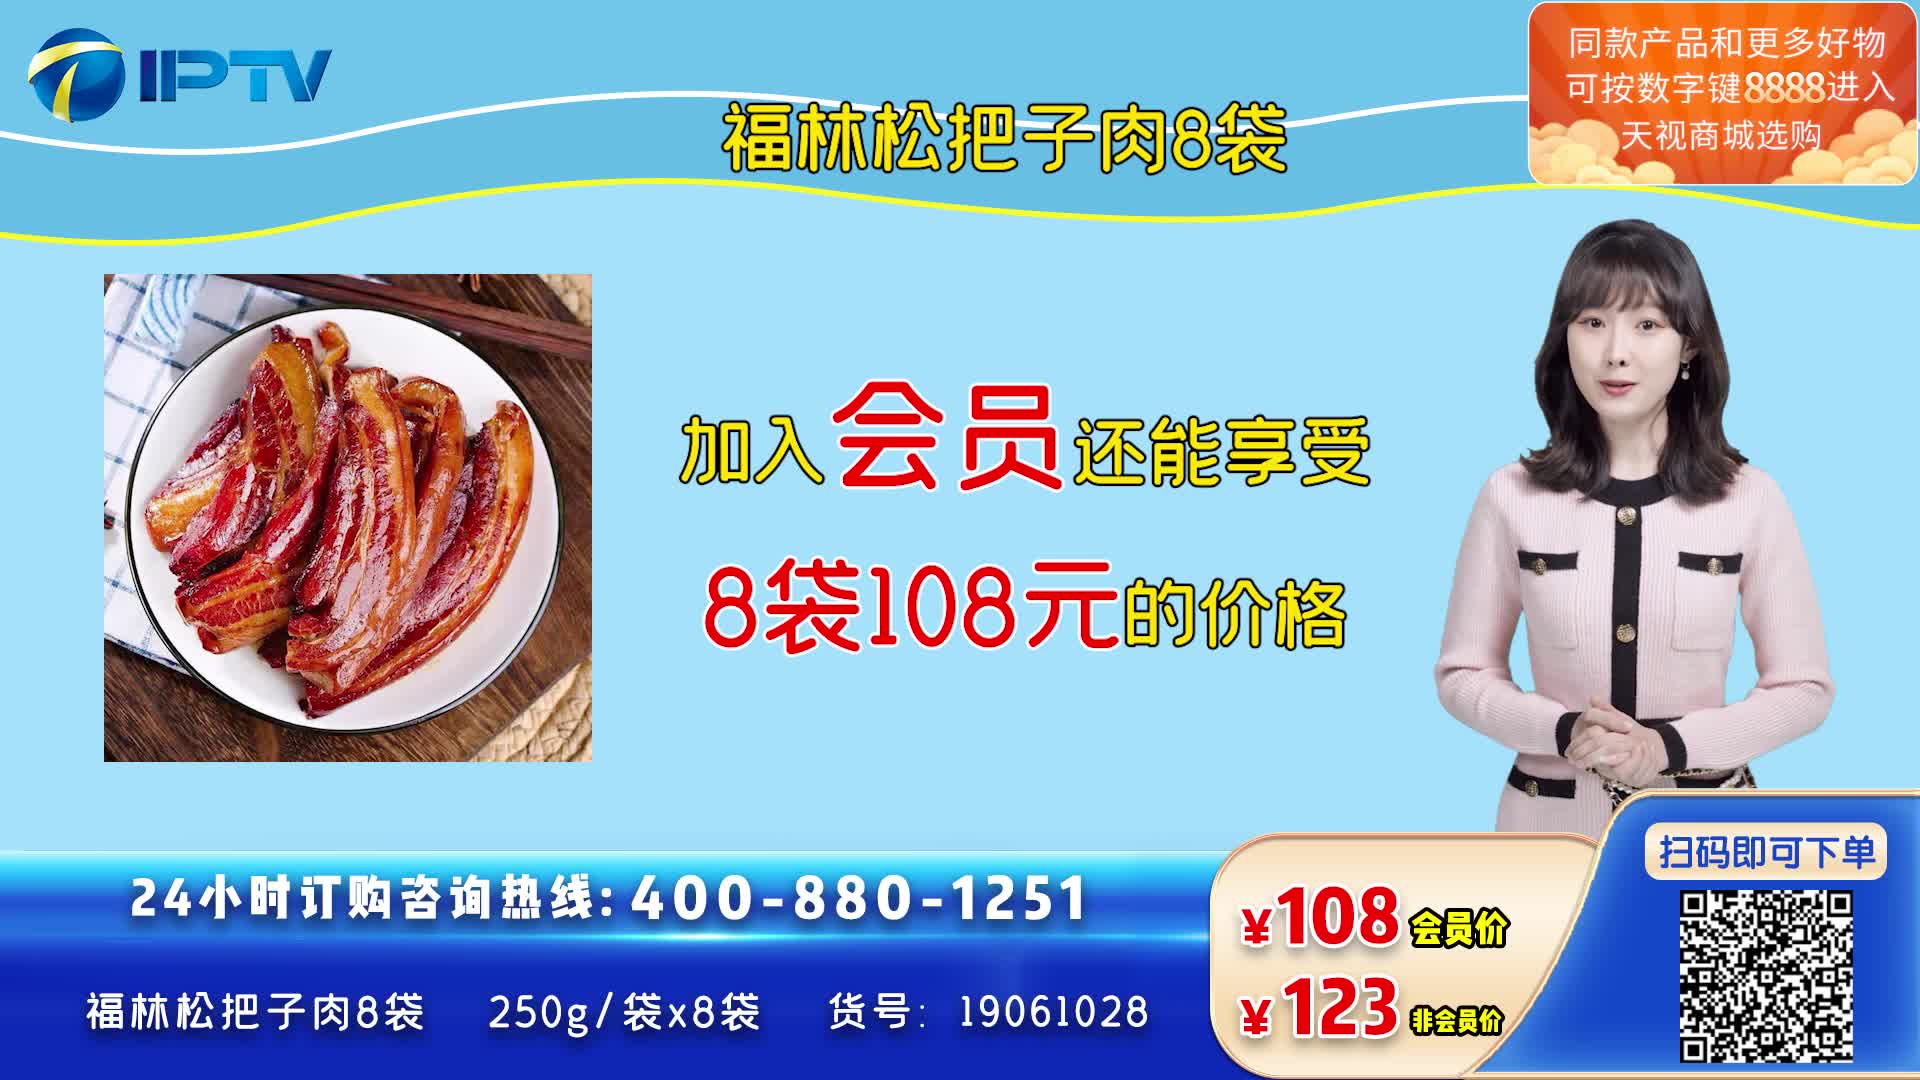 IPTV
同款产品和更多好物
可按数字键8888进入
天视商城选购
福林松把子肉8袋
加入会员还能享受
8袋108元的价格
扫码即可下单
24小时订购咨询热线:400-880-1251
¥108 会员价
¥123 非会员价
福林松把子肉8袋 250g/袋x8袋 货号: 19061028